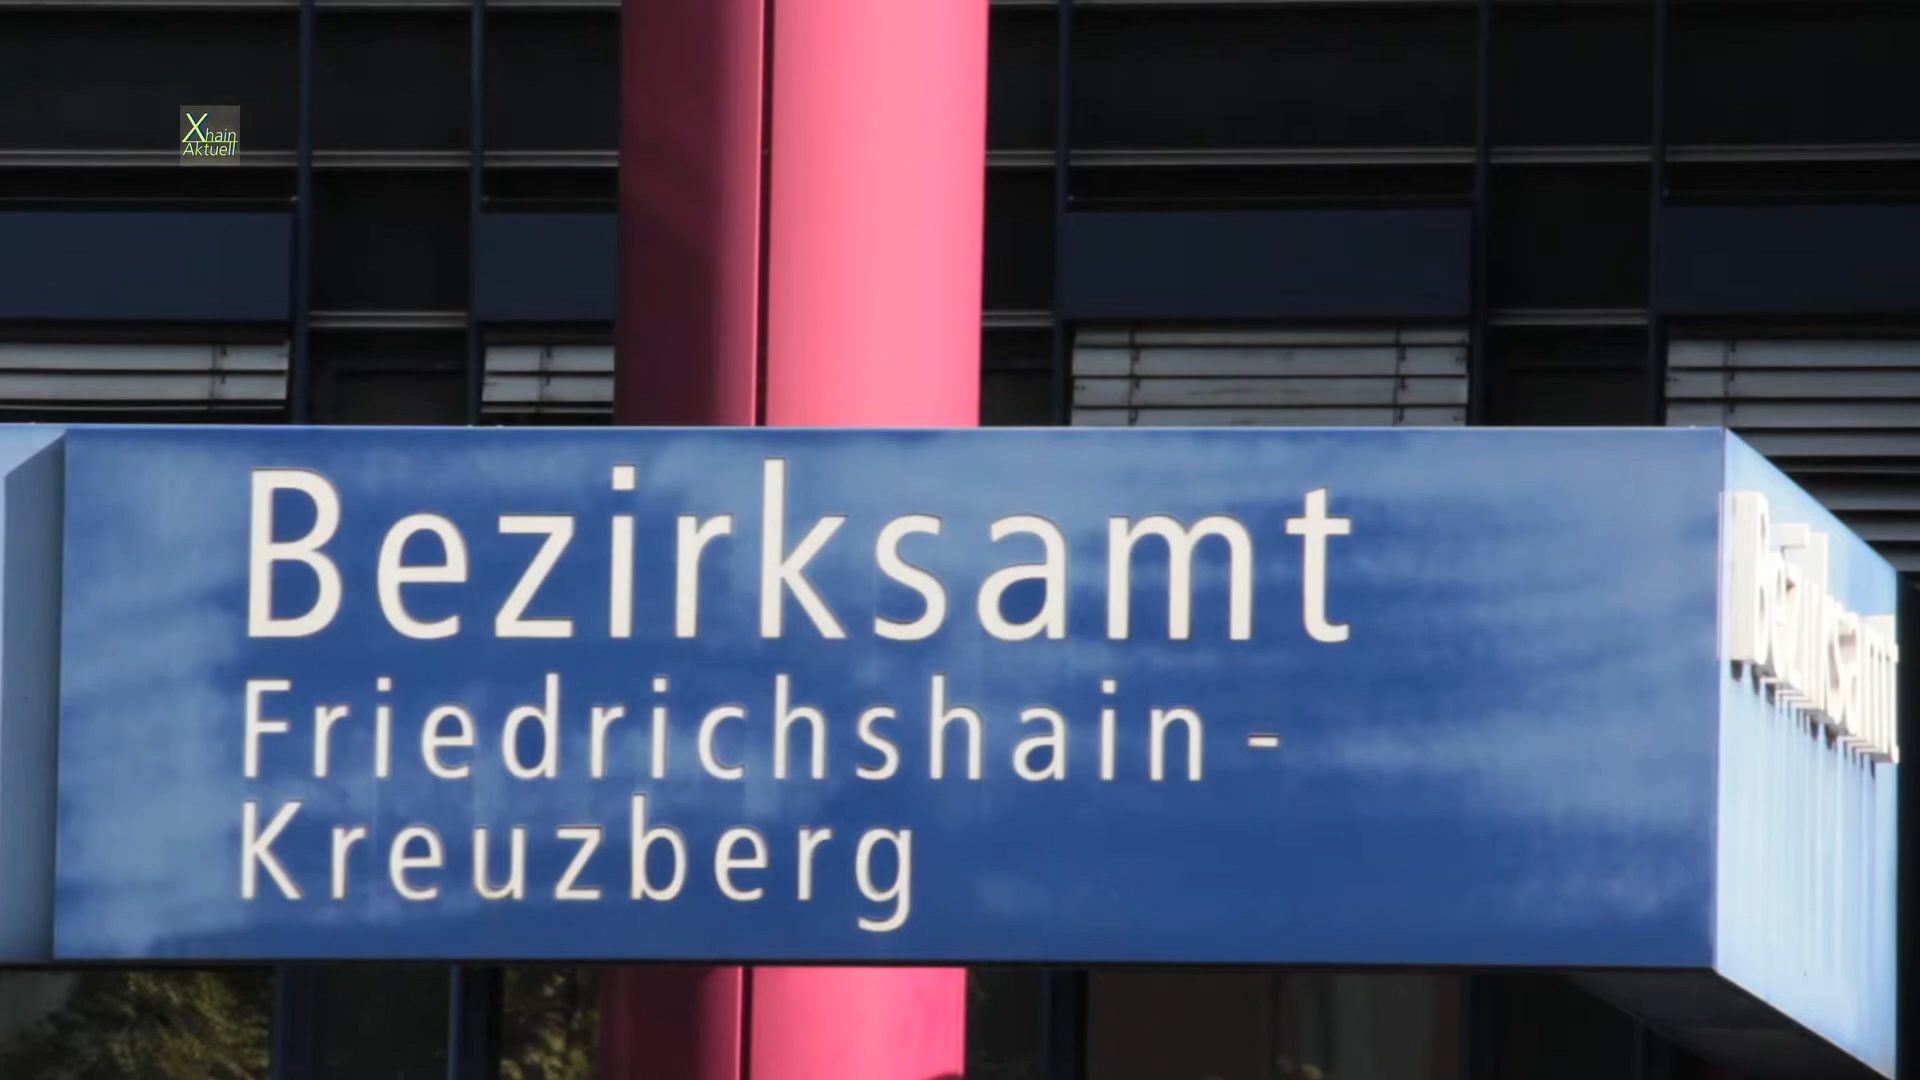 Xhain
Aktuell
Bezirksamt
Friedrichshain -
Kreuzberg
Bezirksamt